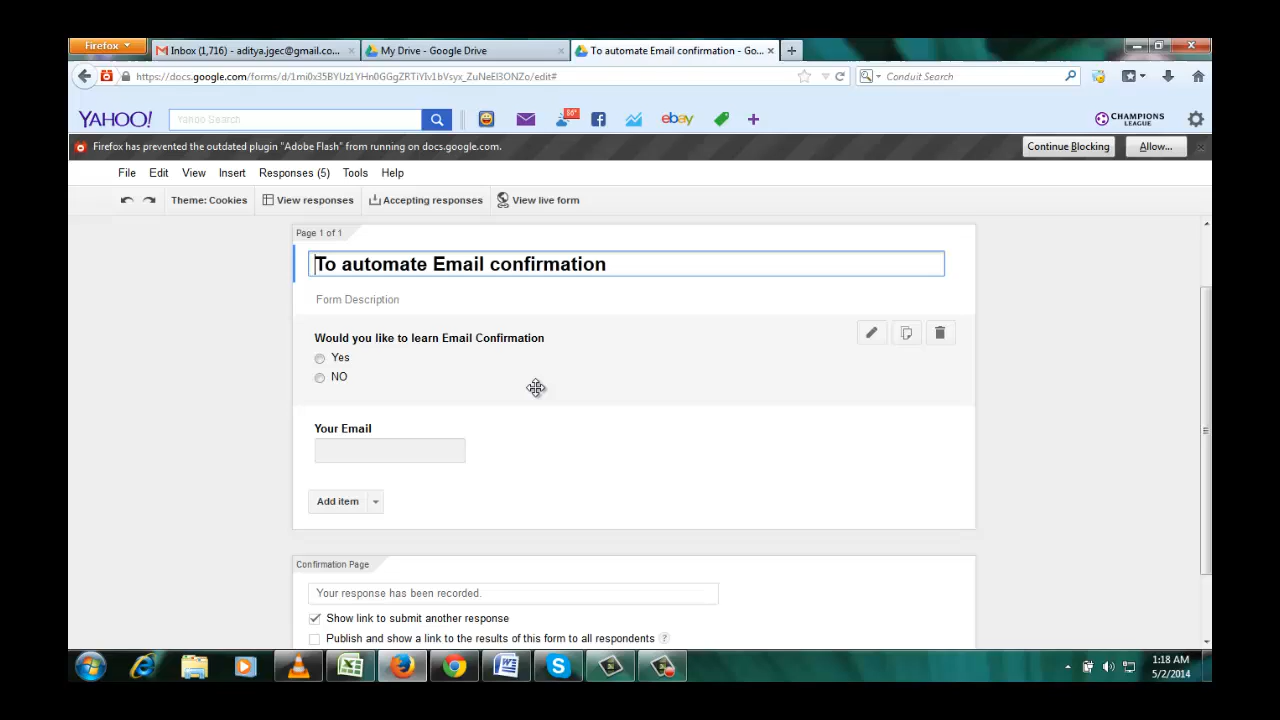 Firefox
Inbox (1,716) - aditya.jgec@gmail.co...
My Drive - Google Drive
To automate Email confirmation - Go...
docs.google.com/forms/d/
Conduit Search
YAHOO!
Yahoo Search
86°
ebay
CHAMPIONS
LEAGUE
Firefox has prevented the outdated plugin "Adobe Flash" from running on docs.google.com.
Continue Blocking
Allow...
File Edit View Insert Responses (5) Tools Help
Theme: Cookies
View responses
Accepting responses
View live form
Page 1 of 1
To automate Email confirmation
Form Description
Would you like to learn Email Confirmation
Yes
NO
Your Email
Add item
Confirmation Page
Your response has been recorded.
Show link to submit another response
Publish and show a link to the results of this form to all respondents ?
1:18 AM
5/2/2014